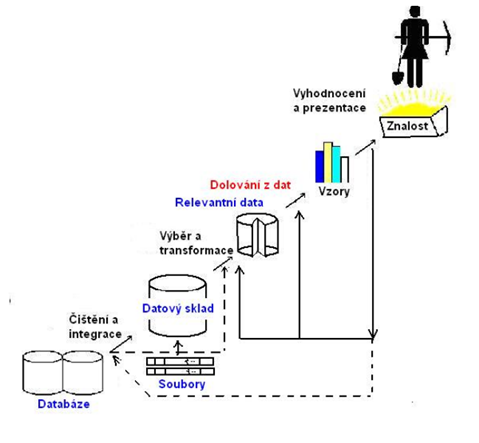 Vyhodnocení
a prezentace
Znalost
Dolování z dat
Vzory
Relevantní data
Výběr a
transformace
Datový sklad
Čištění a
integrace
Soubory
Databáze